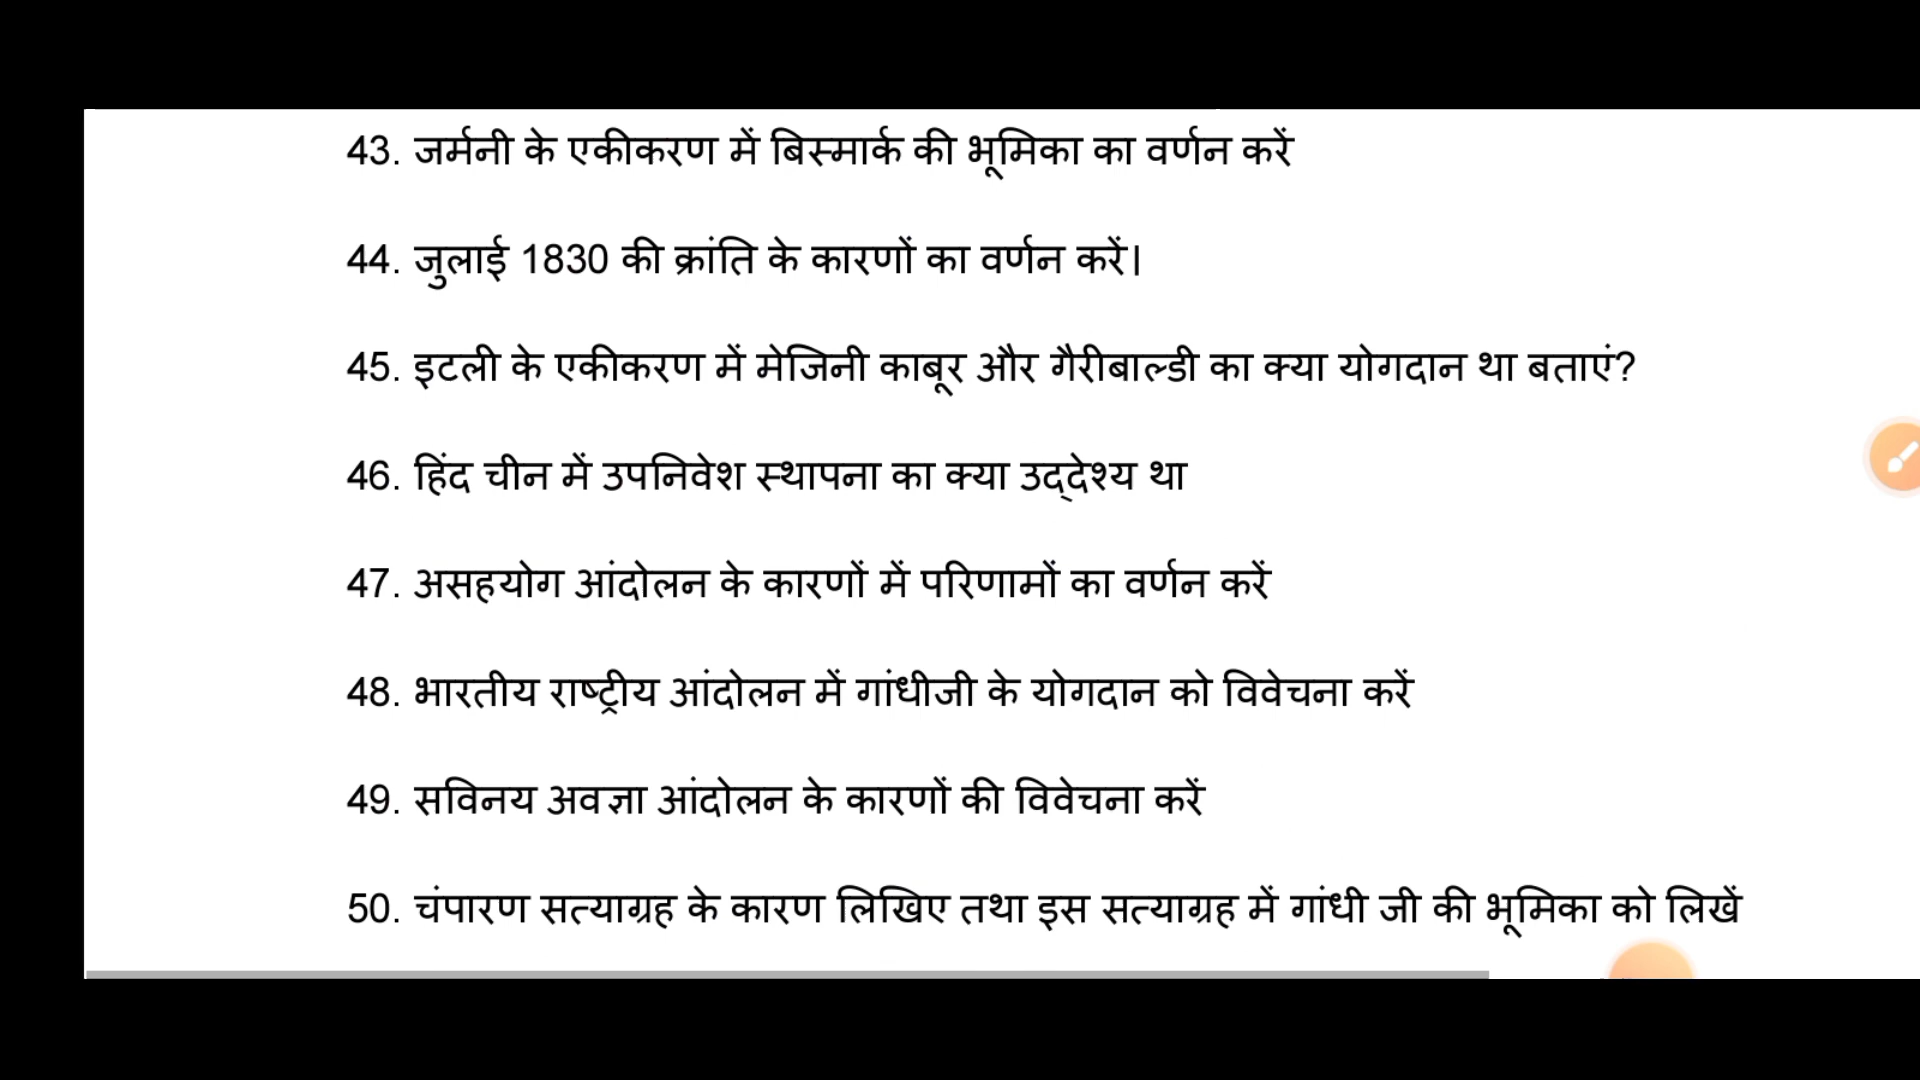 43. जर्मनी के एकीकरण में बिस्मार्क की भूमिका का वर्णन करें
44. जुलाई 1830 की क्रांति के कारणों का वर्णन करें।
45. इटली के एकीकरण में मेजिनी काबूर और गैरीबाल्डी का क्या योगदान था बताएं?
46. हिंद चीन में उपनिवेश स्थापना का क्या उद्देश्य था
47. असहयोग आंदोलन के कारणों में परिणामों का वर्णन करें
48. भारतीय राष्ट्रीय आंदोलन में गांधीजी के योगदान को विवेचना करें
49. सविनय अवज्ञा आंदोलन के कारणों की विवेचना करें
50. चंपारण सत्याग्रह के कारण लिखिए तथा इस सत्याग्रह में गांधी जी की भूमिका को लिखें